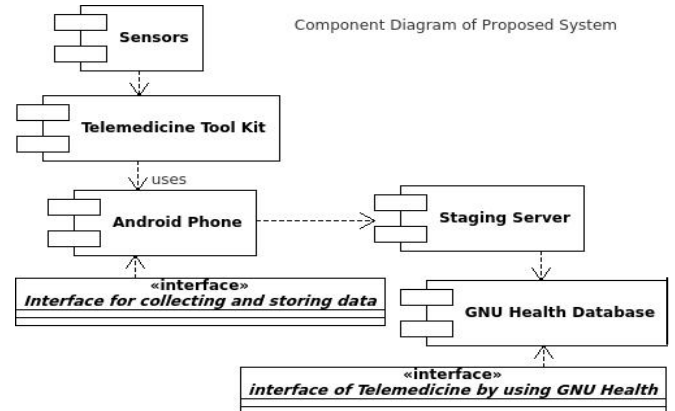 Component Diagram of Proposed System
Sensors
Telemedicine Tool Kit
uses
Android Phone
Staging Server
«interface»
Interface for collecting and storing data
GNU Health Database
«interface»
interface of Telemedicine by using GNU Health